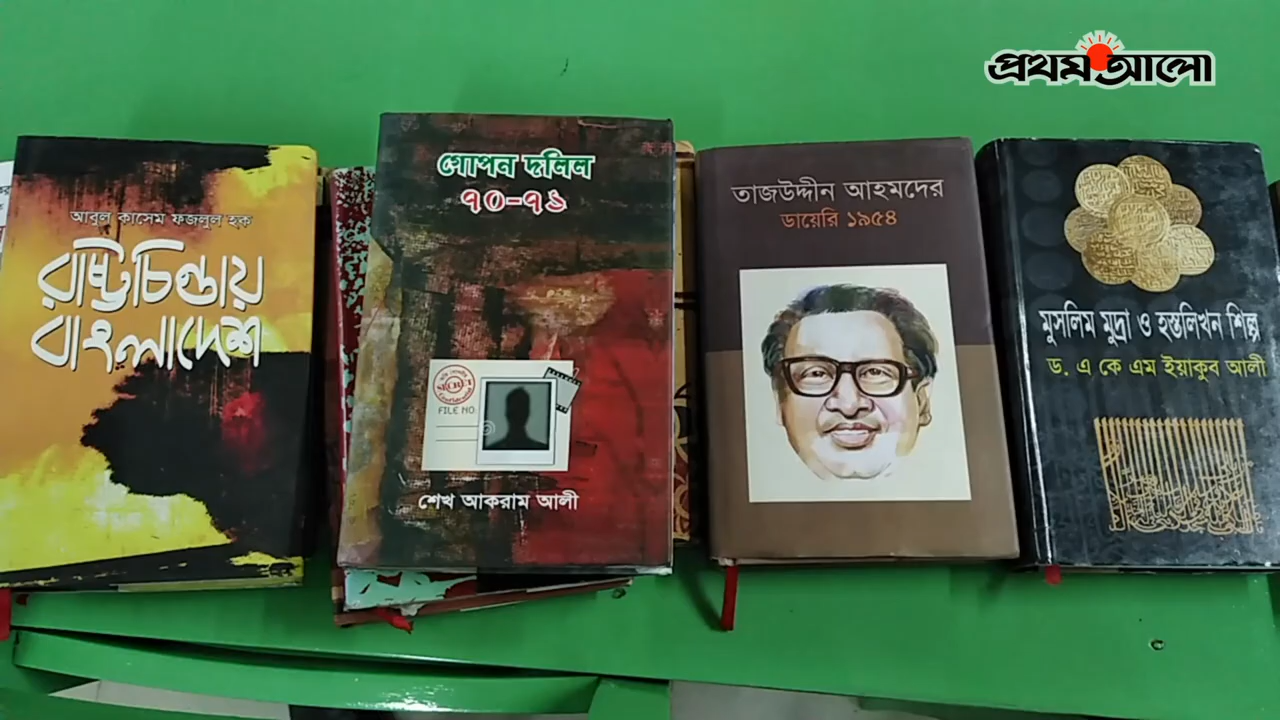 প্রথম আলো
আবুল কাসেম ফজলুল হক
রাষ্ট্রচিন্তায়
বাংলাদেশ
গোপন দলিল
৭০-৭১
SECRET
FILE NO:
শেখ আকরাম আলী
তাজউদ্দীন আহমদের
ডায়েরি ১৯৫৪
মুসলিম মুদ্রা ও হস্তলিখন শিল্প
ড. এ কে এম ইয়াকুব আলী